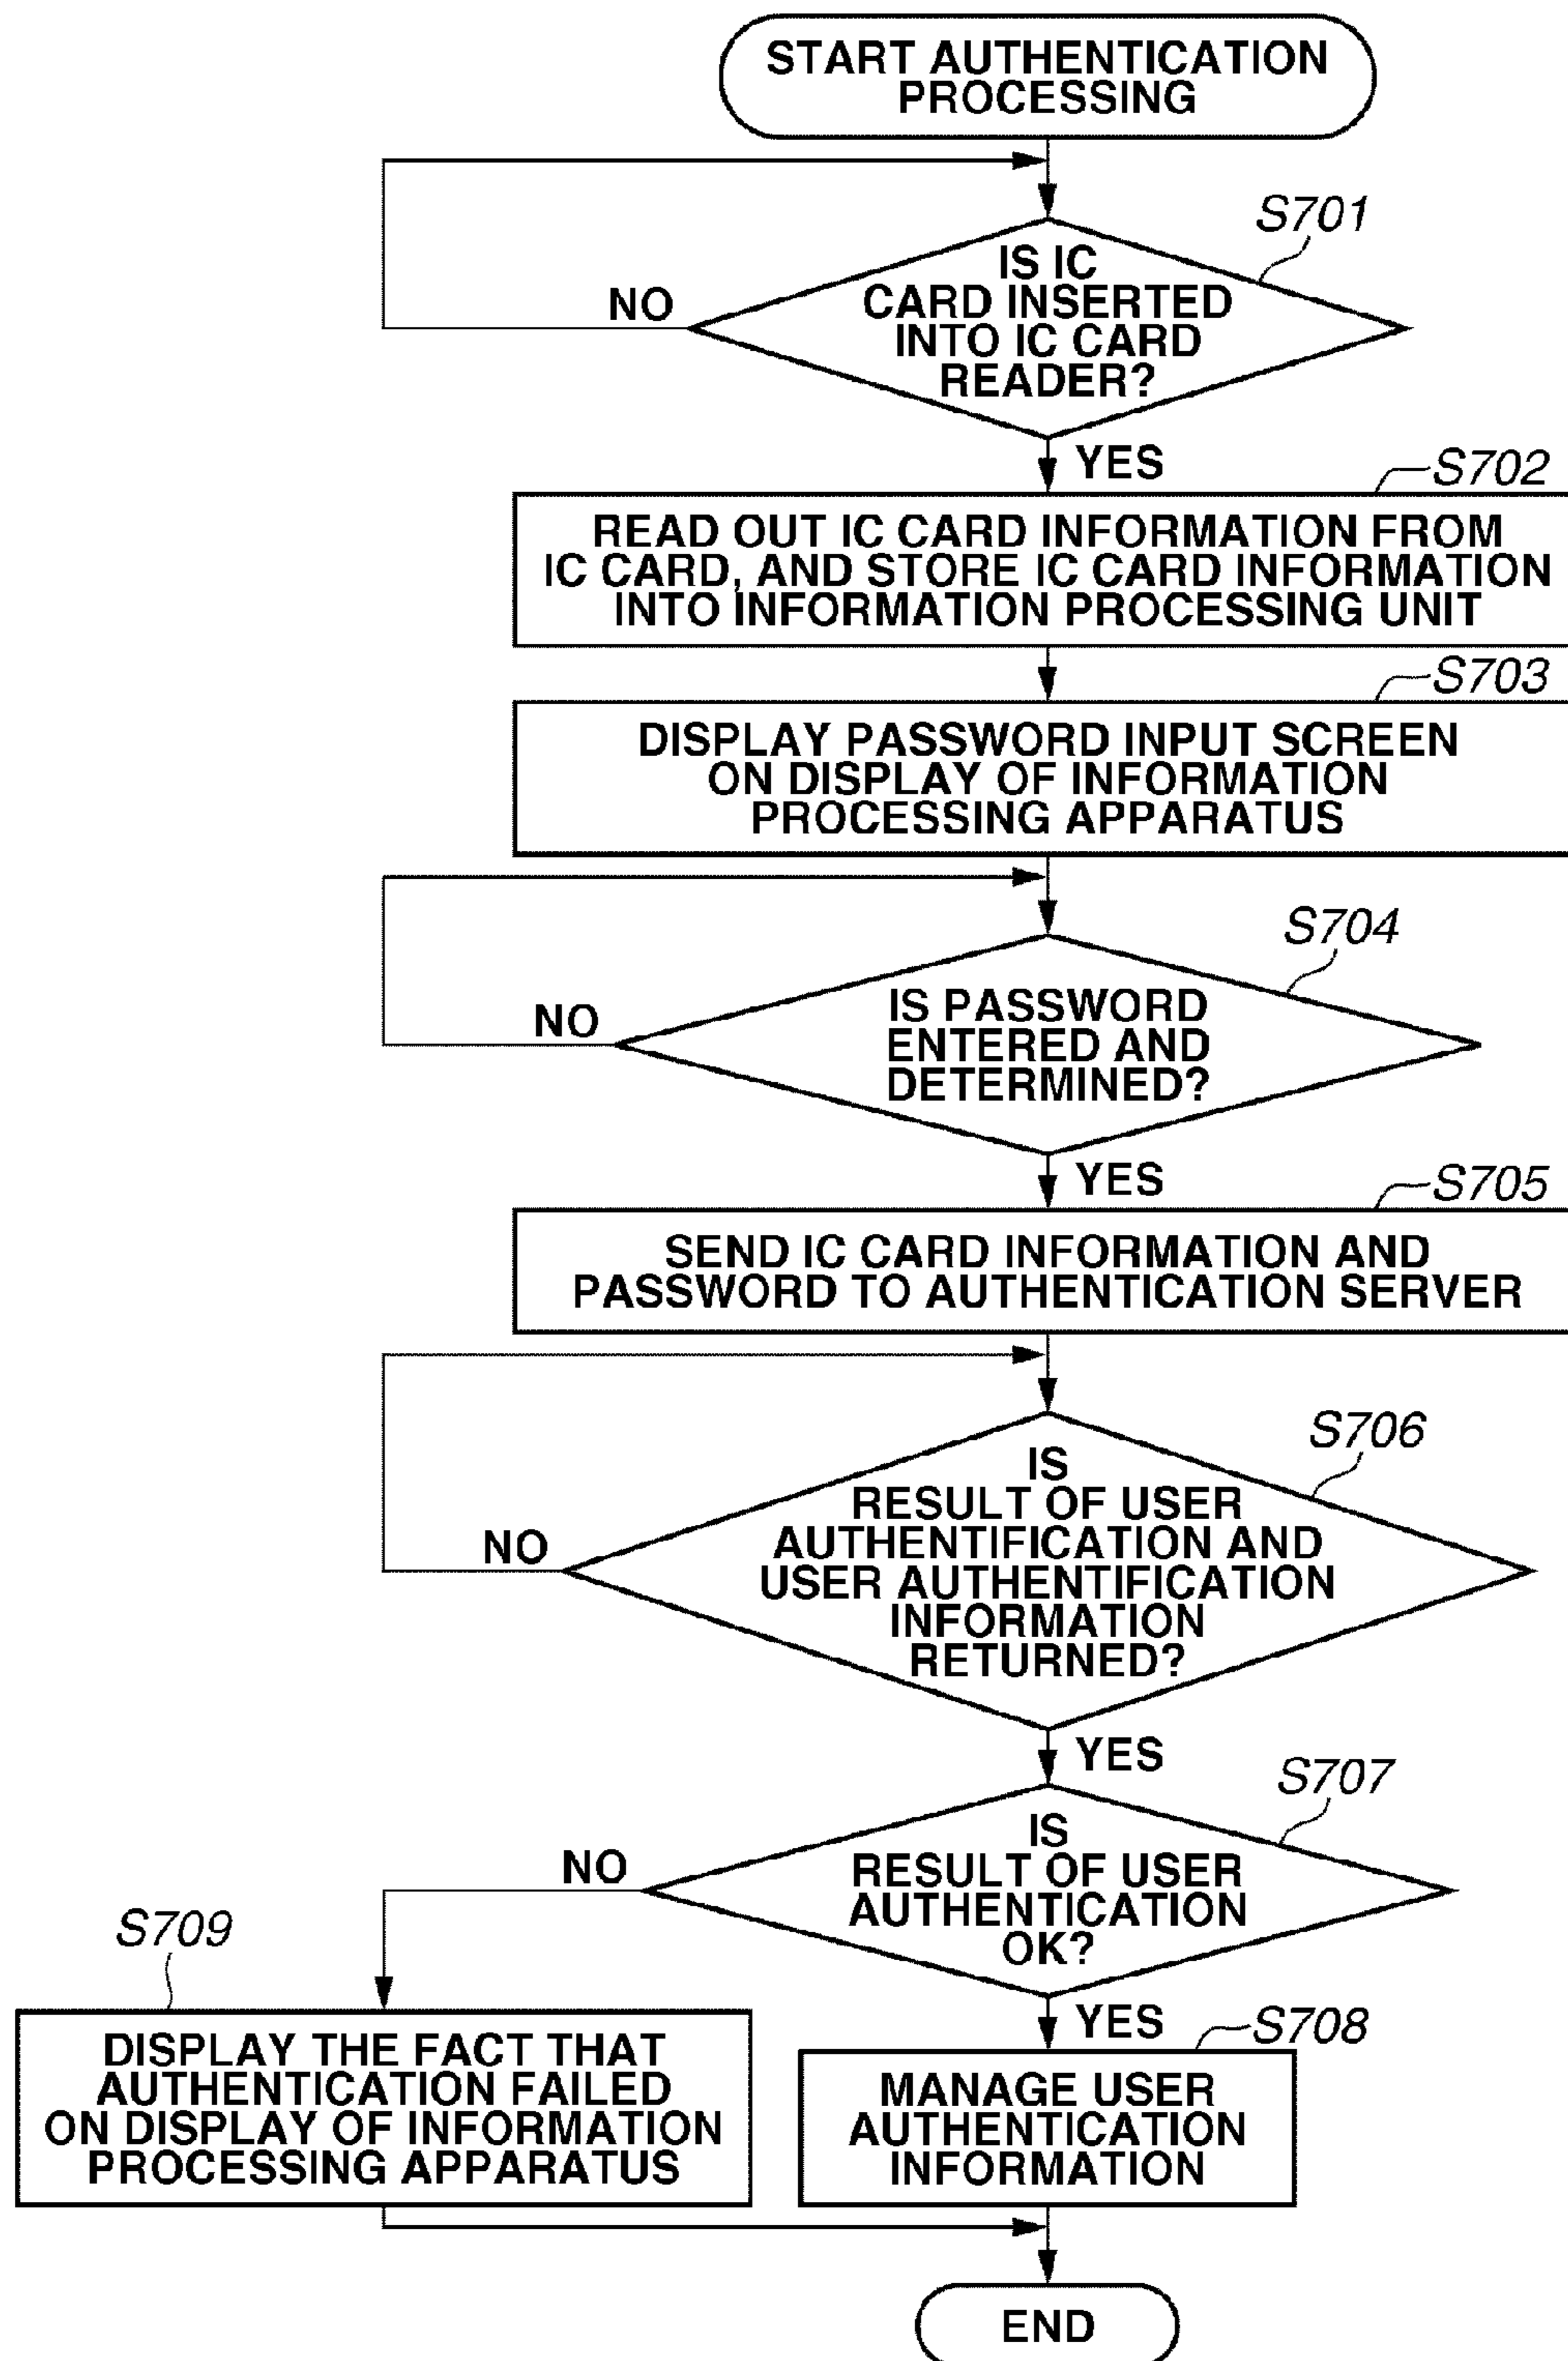 START AUTHENTICATION
PROCESSING
S701
IS IC
CARD INSERTED
INTO IC CARD
READER?
NO
YES
S702
READ OUT IC CARD INFORMATION FROM
IC CARD, AND STORE IC CARD INFORMATION
INTO INFORMATION PROCESSING UNIT
S703
DISPLAY PASSWORD INPUT SCREEN
ON DISPLAY OF INFORMATION
PROCESSING APPARATUS
S704
IS PASSWORD
ENTERED AND
DETERMINED?
NO
YES
S705
SEND IC CARD INFORMATION AND
PASSWORD TO AUTHENTICATION SERVER
S706
IS
RESULT OF USER
AUTHENTIFICATION AND
USER AUTHENTIFICATION
INFORMATION
RETURNED?
NO
YES
S707
IS
RESULT OF USER
AUTHENTICATION
OK?
NO
YES
S709
DISPLAY THE FACT THAT
AUTHENTICATION FAILED
ON DISPLAY OF INFORMATION
PROCESSING APPARATUS
S708
MANAGE USER
AUTHENTICATION
INFORMATION
END